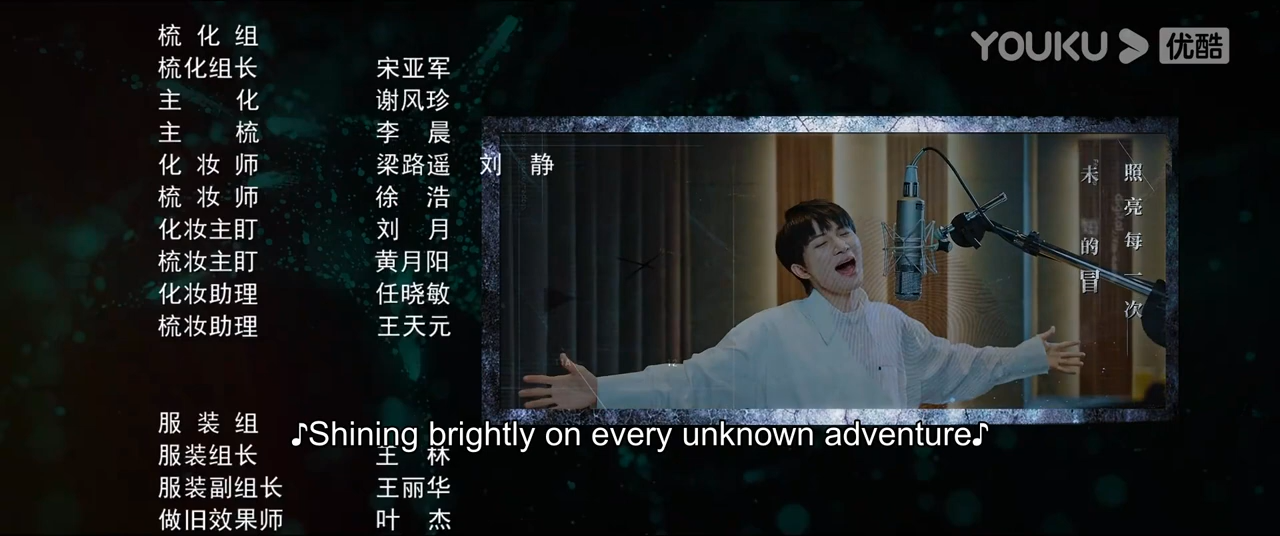 梳化组
梳化组长 宋亚军
主化 谢风珍
主梳 李晨
化妆师 梁路遥 刘静
梳妆师 徐浩
化妆主盯 刘月
梳妆主盯 黄月阳
化妆助理 任晓敏
梳妆助理 王天元
服装组
服装组长 王林
服装副组长 王丽华
做旧效果师 叶杰
YOUKU 优酷
照亮每一次
未 的冒
♪Shining brightly on every unknown adventure♪